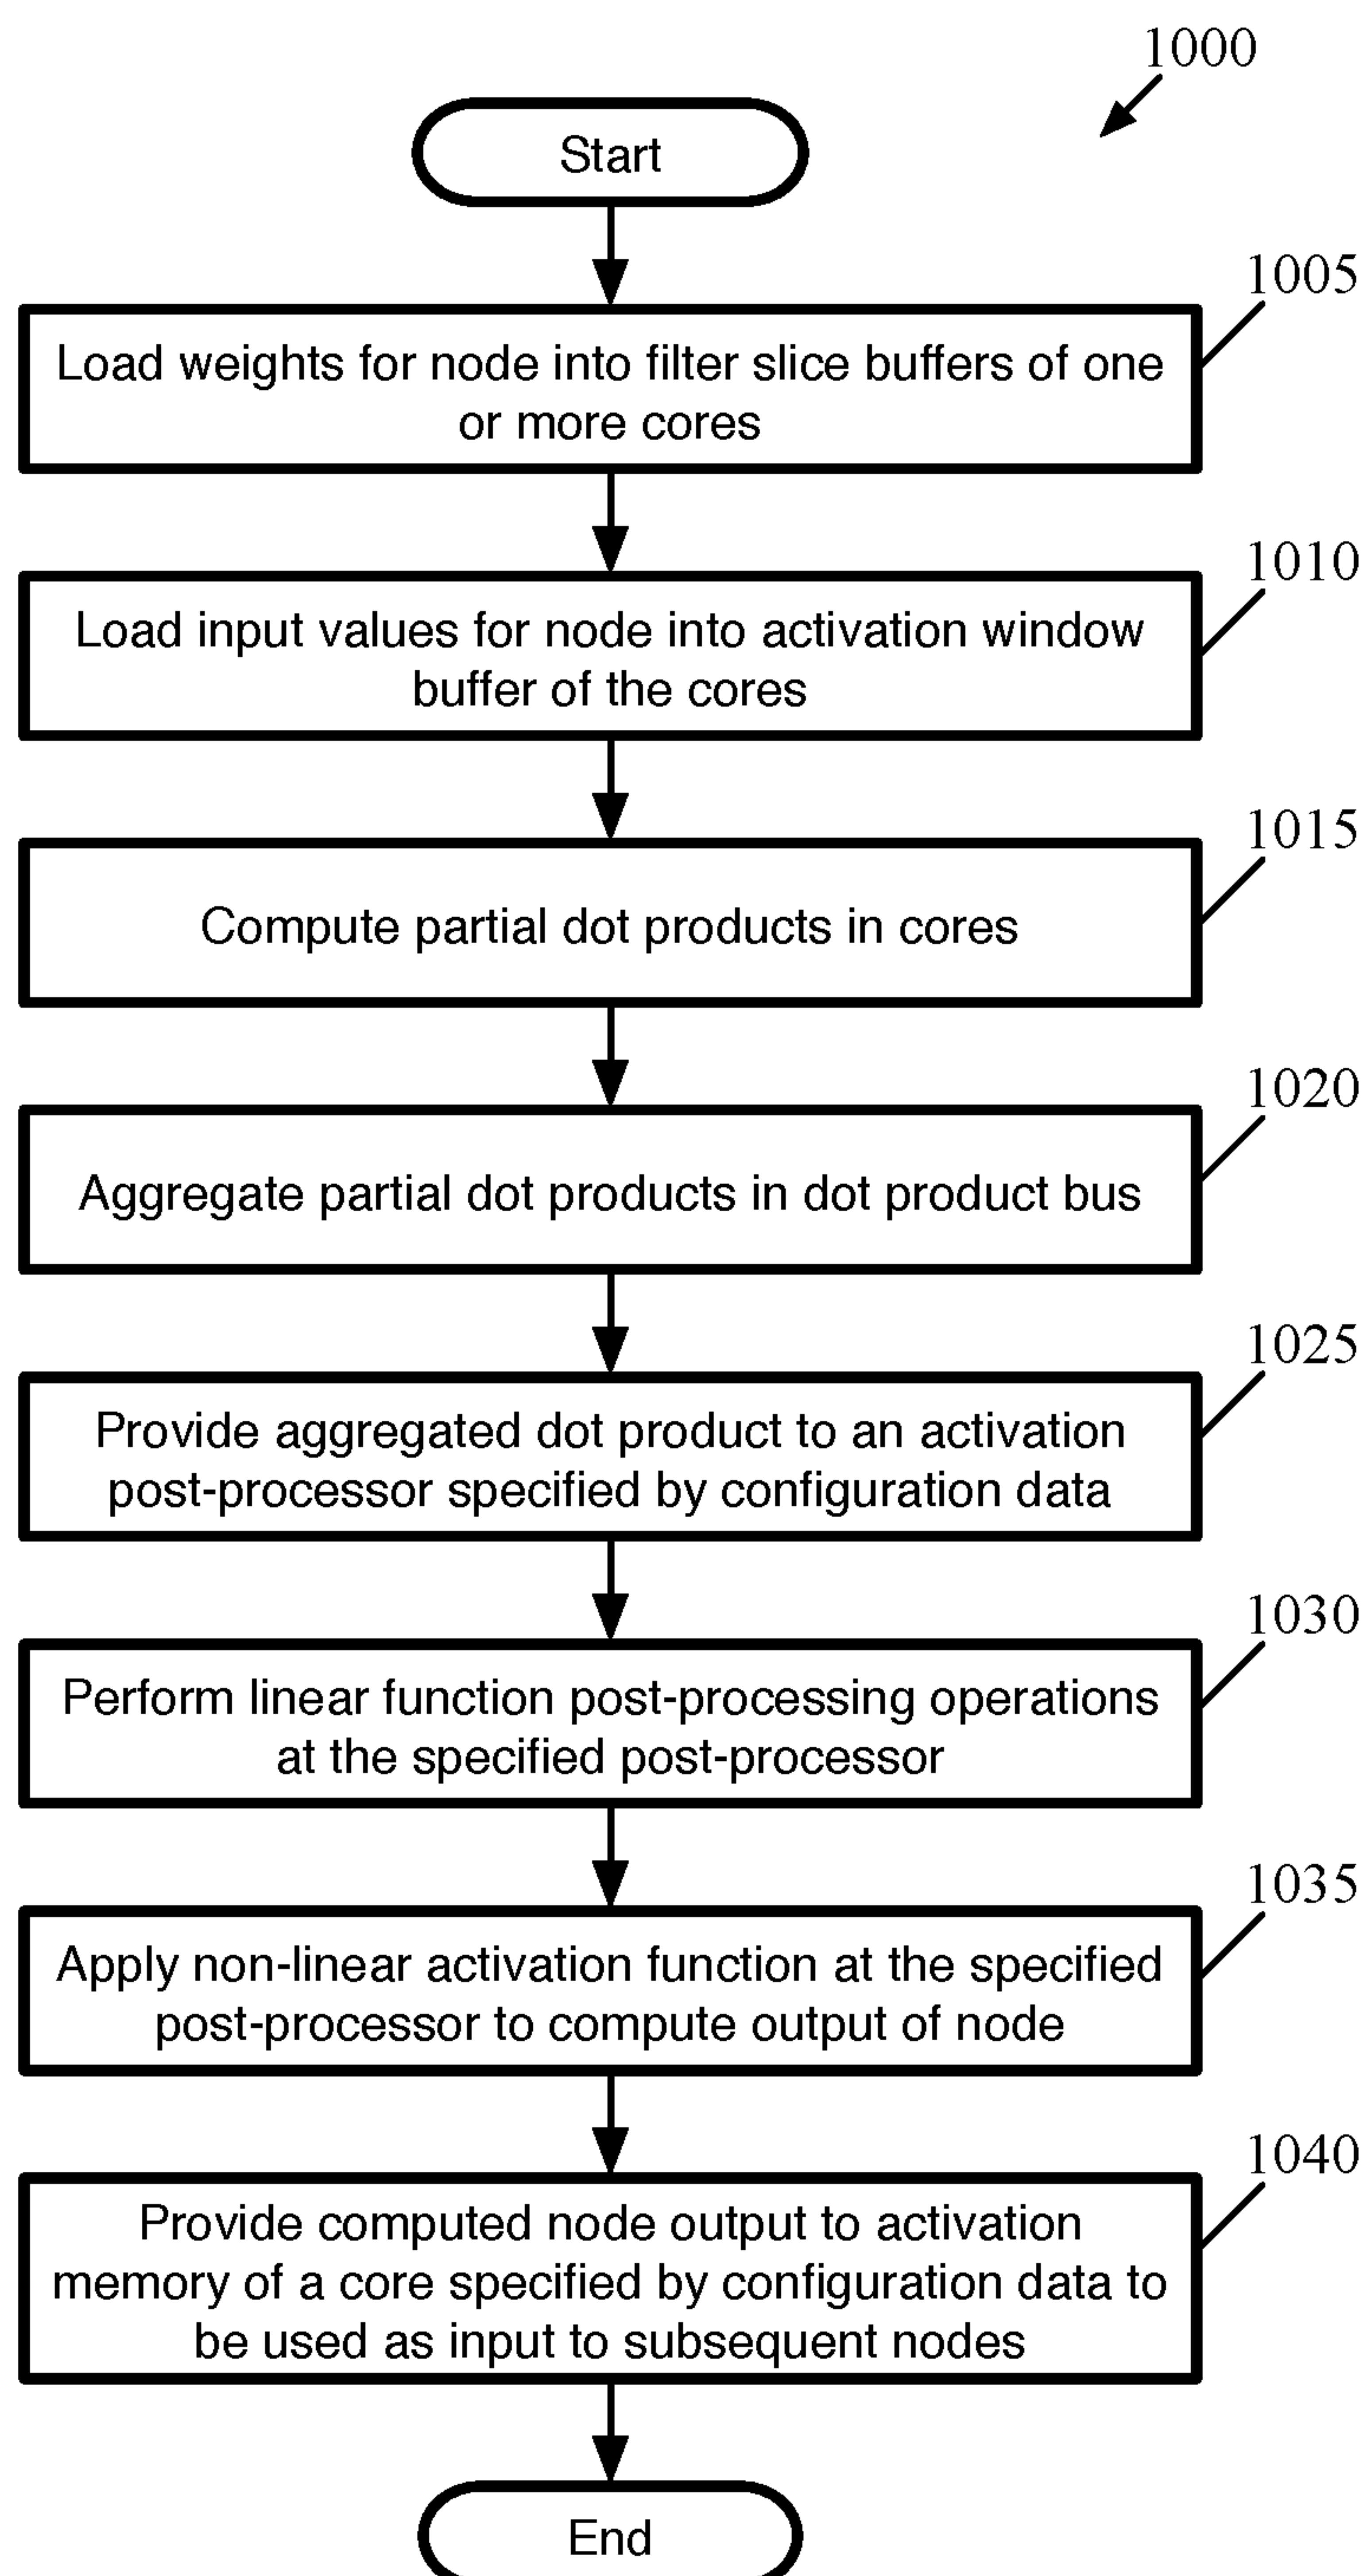 1000
Start
1005
Load weights for node into filter slice buffers of one
or more cores
1010
Load input values for node into activation window
buffer of the cores
1015
Compute partial dot products in cores
1020
Aggregate partial dot products in dot product bus
1025
Provide aggregated dot product to an activation
post-processor specified by configuration data
1030
Perform linear function post-processing operations
at the specified post-processor
1035
Apply non-linear activation function at the specified
post-processor to compute output of node
1040
Provide computed node output to activation
memory of a core specified by configuration data to
be used as input to subsequent nodes
End